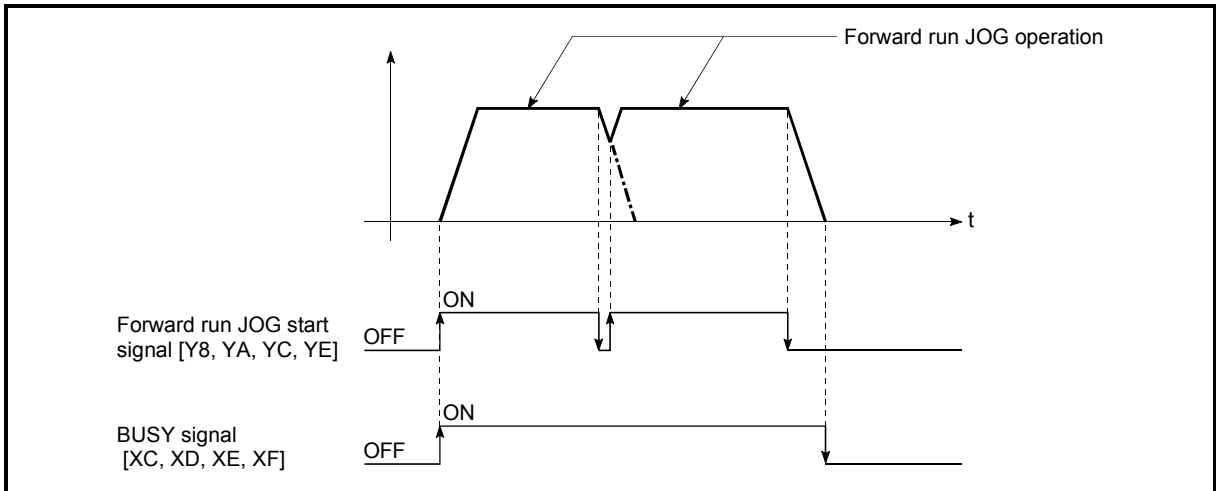 Forward run JOG operation
t
ON
Forward run JOG start
signal [Y8, YA, YC, YE]
OFF
ON
BUSY signal
[XC, XD, XE, XF]
OFF